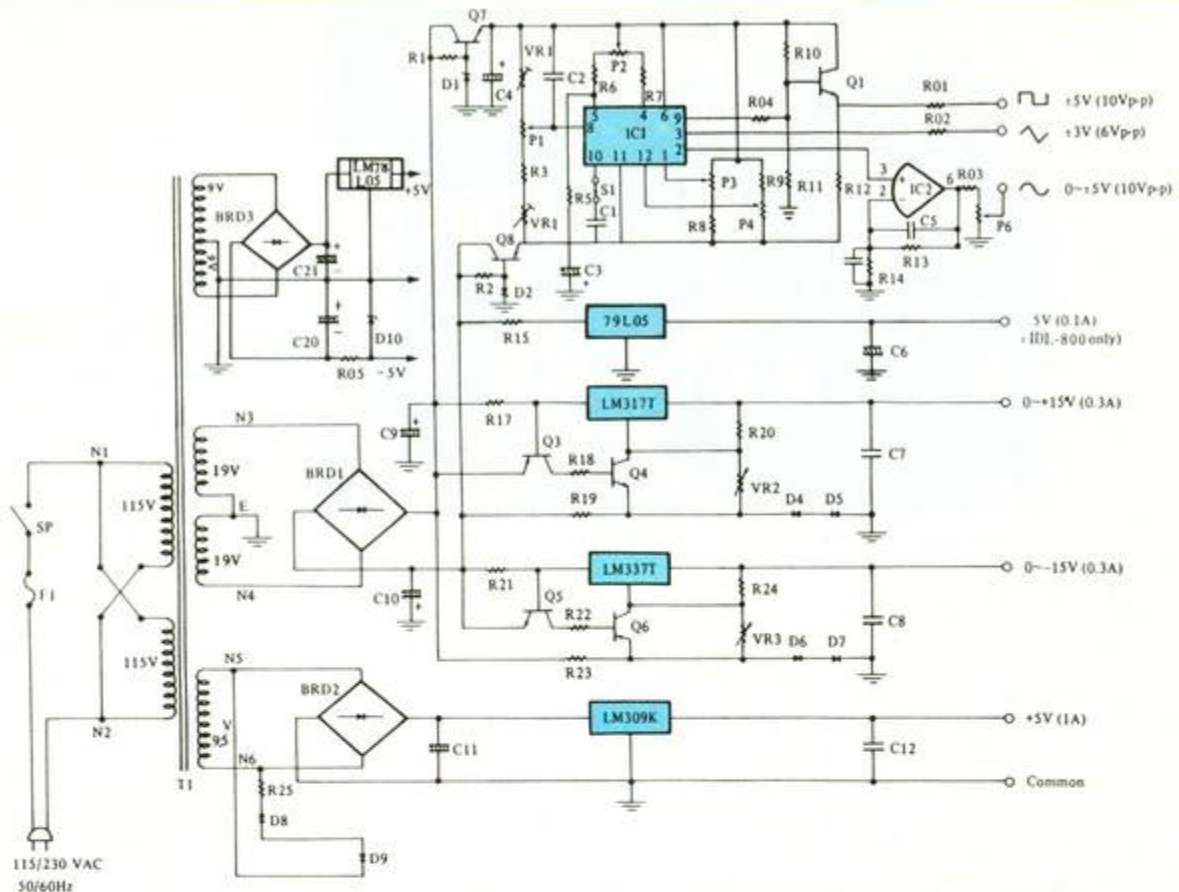 Q7
R1
D1
C4
VR1
C2
P2
R6
R7
R10
Q1
R01
±5V (10Vp-p)
5
4
6
9
8
IC1
3
2
10
11
12
1
R04
R02
±3V (6Vp-p)
P1
R3
VR1
R5
S1
C1
P3
R8
R9
P4
R11
R12
3
2
6
IC2
R03
0~±5V (10Vp-p)
C5
P6
R13
R14
Q8
R2
D2
C3
9V
BRD3
LM78
L05
+5V
C21
C20
D10
R05
-5V
R15
79L05
C6
5V (0.1A)
(IDL-800 only)
N3
C9
R17
LM317T
0~+15V (0.3A)
19V
BRD1
Q3
R18
Q4
R20
VR2
C7
R19
D4
D5
N1
115V
E
SP
19V
N4
C10
R21
LM337T
0~-15V (0.3A)
Q5
R22
Q6
R24
VR3
C8
R23
D6
D7
F1
115V
N2
N5
BRD2
V
9.5
N6
C11
LM309K
+5V (1A)
C12
Common
T1
R25
D8
D9
115/230 VAC
50/60Hz